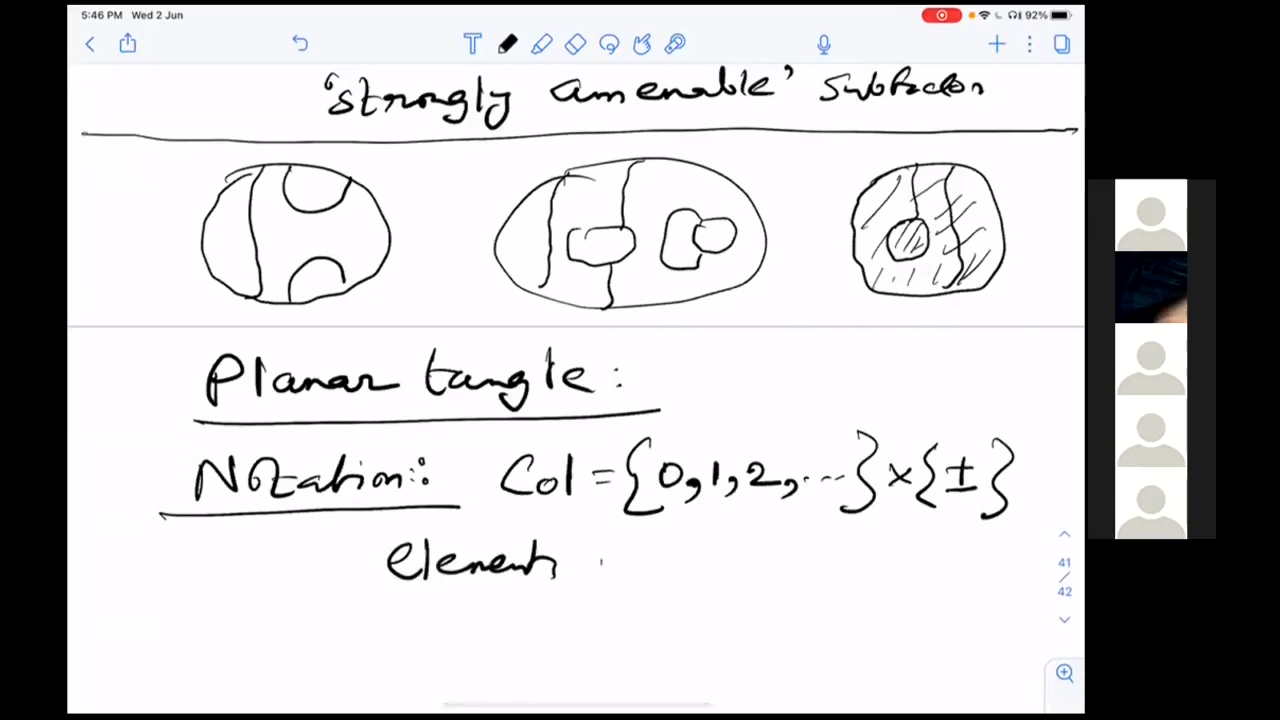 5:46 PM Wed 2 Jun
92%
'strongly amenable' Subfactor
Planar tangle:
Notation: Col = {0, 1, 2, ...} × {±}
elements
41
/
42